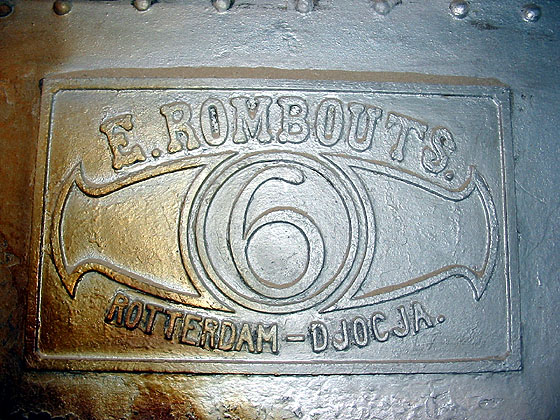 E. ROMBOUTS.
6
ROTTERDAM - DJOCJA.